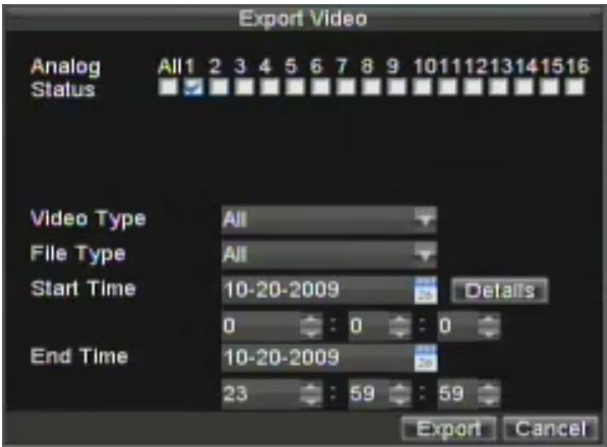 Export Video
Analog All 1 2 3 4 5 6 7 8 9 10 11 12 13 14 15 16
Status
Video Type All
File Type All
Start Time 10-20-2009 26 Details
0 : 0 : 0
End Time 10-20-2009 26
23 : 59 : 59
Export Cancel